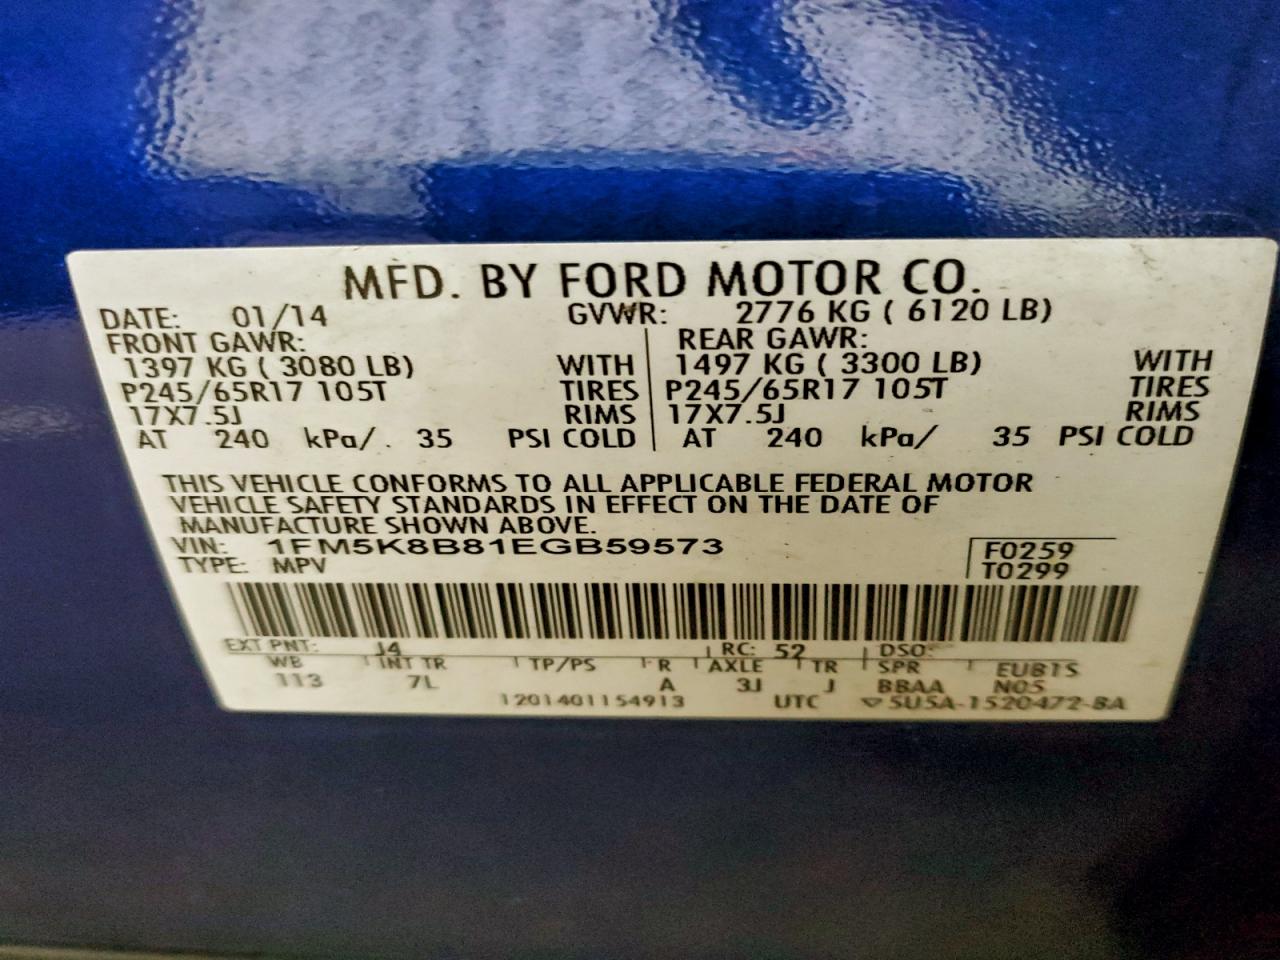 MFD. BY FORD MOTOR CO.
DATE: 01/14 GVWR: 2776 KG ( 6120 LB)
FRONT GAWR: REAR GAWR:
1397 KG ( 3080 LB) WITH 1497 KG ( 3300 LB) WITH
P245/65R17 105T TIRES P245/65R17 105T TIRES
17X7.5J RIMS 17X7.5J RIMS
AT 240 kPa/ 35 PSI COLD AT 240 kPa/ 35 PSI COLD
THIS VEHICLE CONFORMS TO ALL APPLICABLE FEDERAL MOTOR
VEHICLE SAFETY STANDARDS IN EFFECT ON THE DATE OF
MANUFACTURE SHOWN ABOVE.
VIN: 1FM5K8B81EGB59573 F0259
TYPE: MPV T0299
EXT PNT: J4 RC: 52 DSO:
WB INT TR TP/PS R AXLE TR SPR EUB1S
113 7L A 3J J BBAA N05
1201401154913 UTC ▽5U5A-1520472-BA